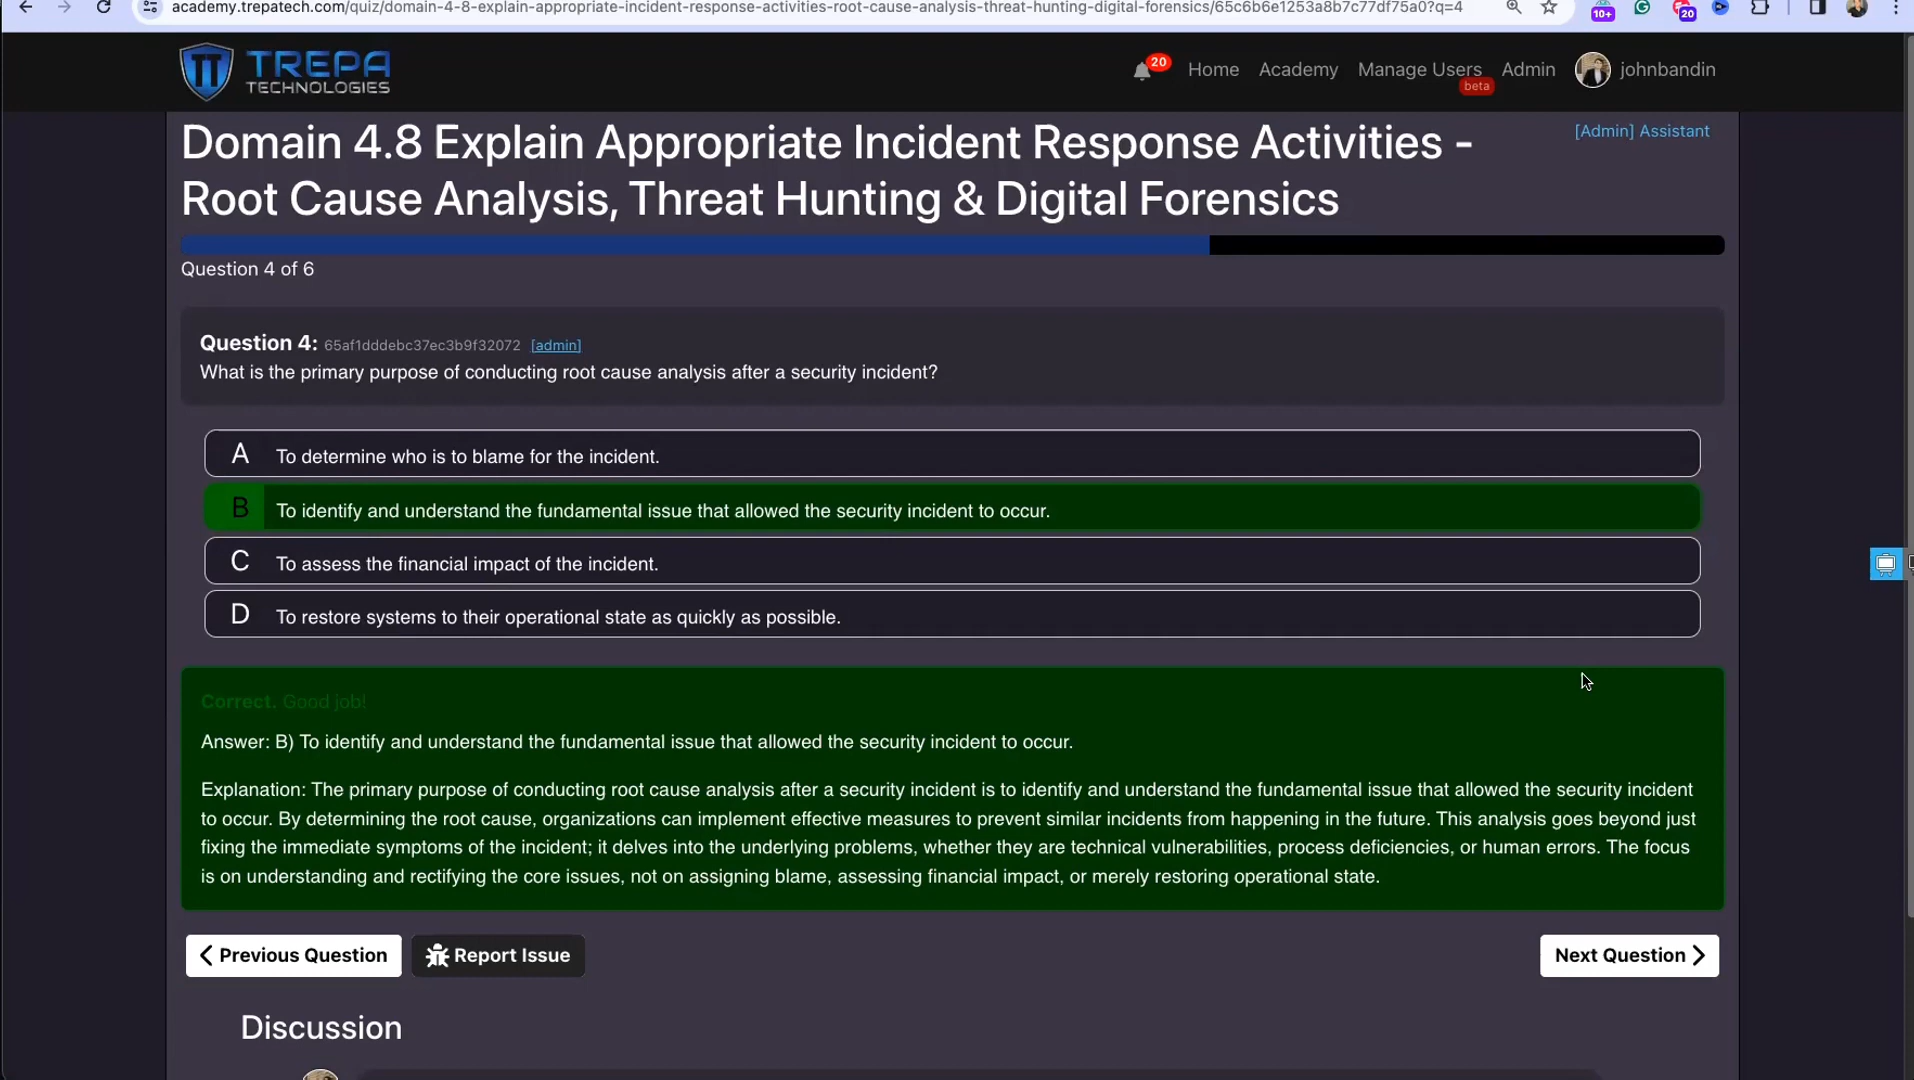 academy.trepatech.com/quiz/domain-4-8-explain-appropriate-incident-response-activities-root-cause-analysis-threat-hunting-digital-forensics/65c6b6e1253a8b7c77df75a0?q=4
10+
20
TREPA
TECHNOLOGIES
20
Home
Academy
Manage Users
beta
Admin
johnbandin
Domain 4.8 Explain Appropriate Incident Response Activities -
Root Cause Analysis, Threat Hunting & Digital Forensics
[Admin] Assistant
Question 4 of 6
Question 4: 65af1dddebc37ec3b9f32072 [admin]
What is the primary purpose of conducting root cause analysis after a security incident?
A To determine who is to blame for the incident.
B To identify and understand the fundamental issue that allowed the security incident to occur.
C To assess the financial impact of the incident.
D To restore systems to their operational state as quickly as possible.
Correct. Good job!
Answer: B) To identify and understand the fundamental issue that allowed the security incident to occur.
Explanation: The primary purpose of conducting root cause analysis after a security incident is to identify and understand the fundamental issue that allowed the security incident
to occur. By determining the root cause, organizations can implement effective measures to prevent similar incidents from happening in the future. This analysis goes beyond just
fixing the immediate symptoms of the incident; it delves into the underlying problems, whether they are technical vulnerabilities, process deficiencies, or human errors. The focus
is on understanding and rectifying the core issues, not on assigning blame, assessing financial impact, or merely restoring operational state.
Previous Question
Report Issue
Next Question
Discussion